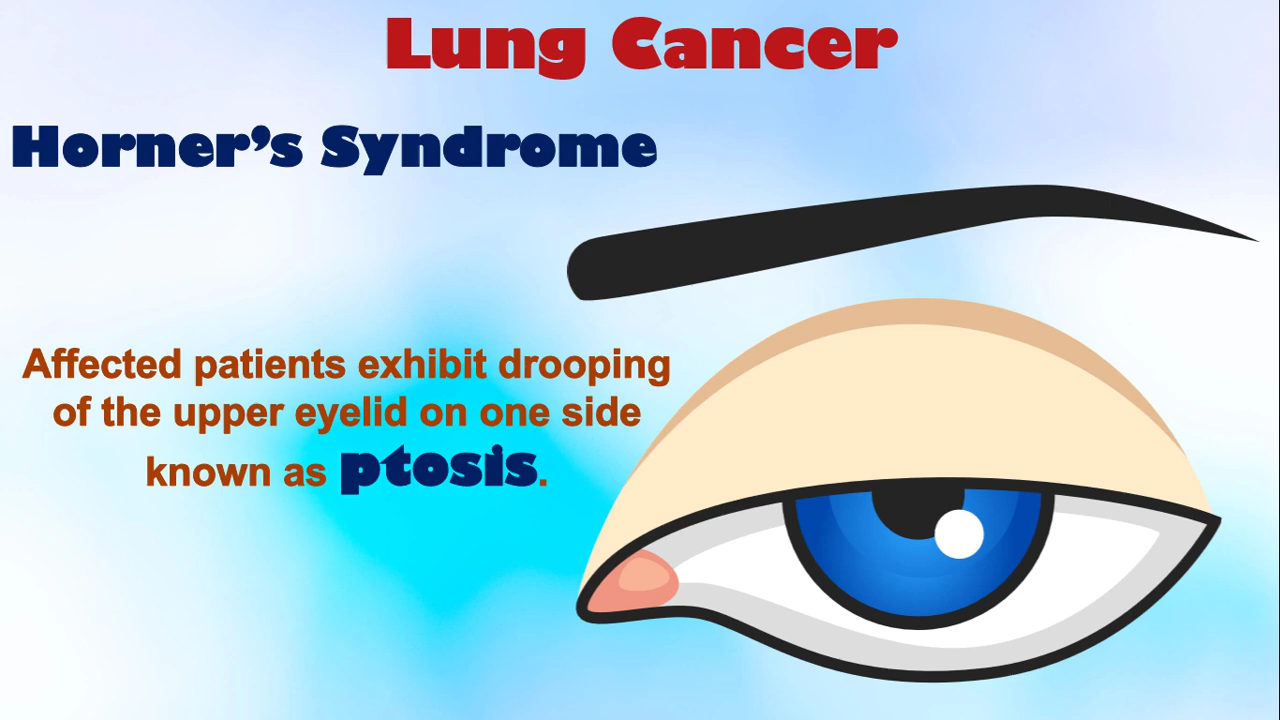 Lung Cancer
Horner’s Syndrome
Affected patients exhibit drooping
of the upper eyelid on one side
known as ptosis.